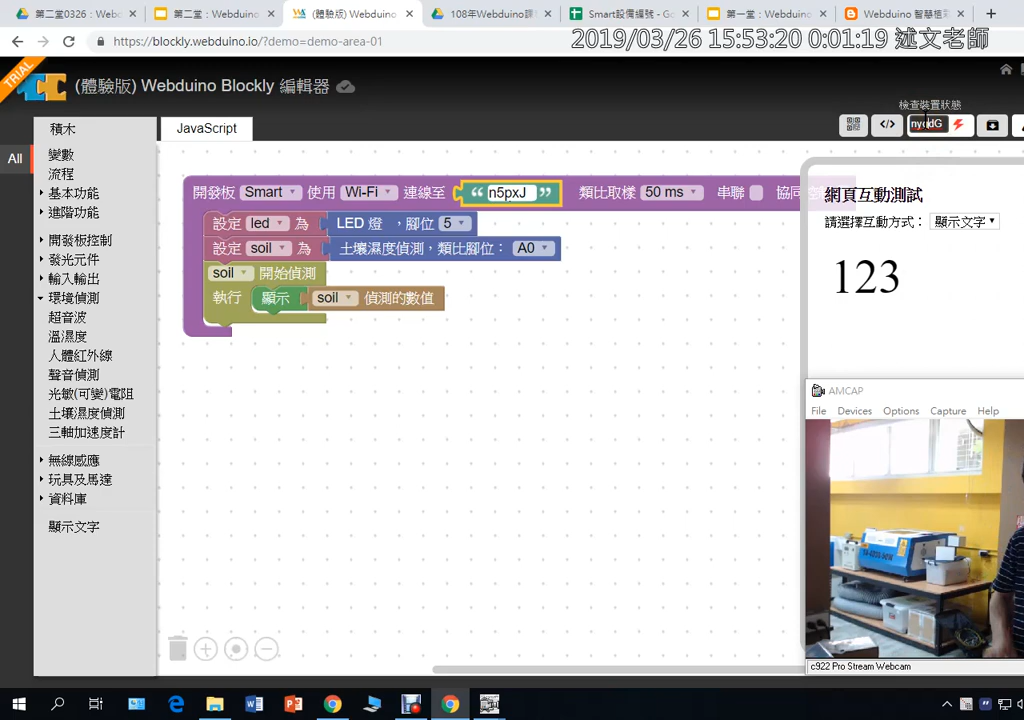 第二堂0326：Webd
第二堂：Webduino
(體驗版) Webduino
108年Webduino課
Smart設備編號 - Go
第一堂：Webduino
Webduino 智慧植
https://blockly.webduino.io/?demo=demo-area-01
2019/03/26 15:53:20 0:01:19 述文老師
TRIAL
(體驗版) Webduino Blockly 編輯器
檢查裝置狀態
積木
JavaScript
All
變數
流程
基本功能
進階功能
開發板控制
發光元件
輸入輸出
環境偵測
超音波
溫濕度
人體紅外線
聲音偵測
光敏(可變)電阻
土壤濕度偵測
三軸加速度計
無線感應
玩具及馬達
資料庫
顯示文字
開發板 Smart 使用 Wi-Fi 連線至 “ n5pxJ ” 類比取樣 50 ms 串聯 協同
設定 led 為 LED 燈 ，腳位 5
設定 soil 為 土壤濕度偵測，類比腳位： A0
soil 開始偵測
執行 顯示 soil 偵測的數值
網頁互動測試
請選擇互動方式： 顯示文字
123
AMCAP
File Devices Options Capture Help
c922 Pro Stream Webcam